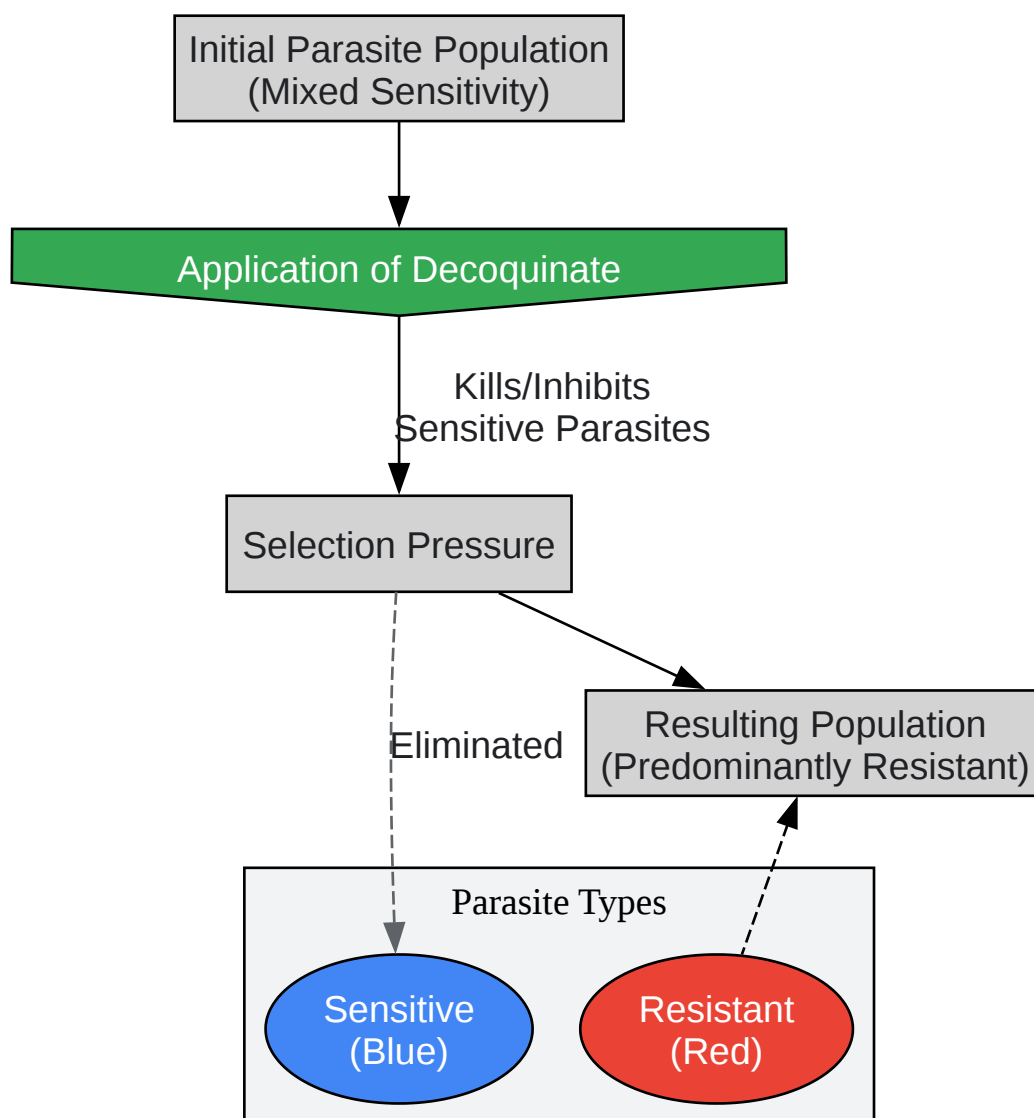 Initial Parasite Population
(Mixed Sensitivity)
Application of Decoquinate
Kills/Inhibits
Sensitive Parasites
Selection Pressure
Eliminated
Resulting Population
(Predominantly Resistant)
Parasite Types
Sensitive
(Blue)
Resistant
(Red)